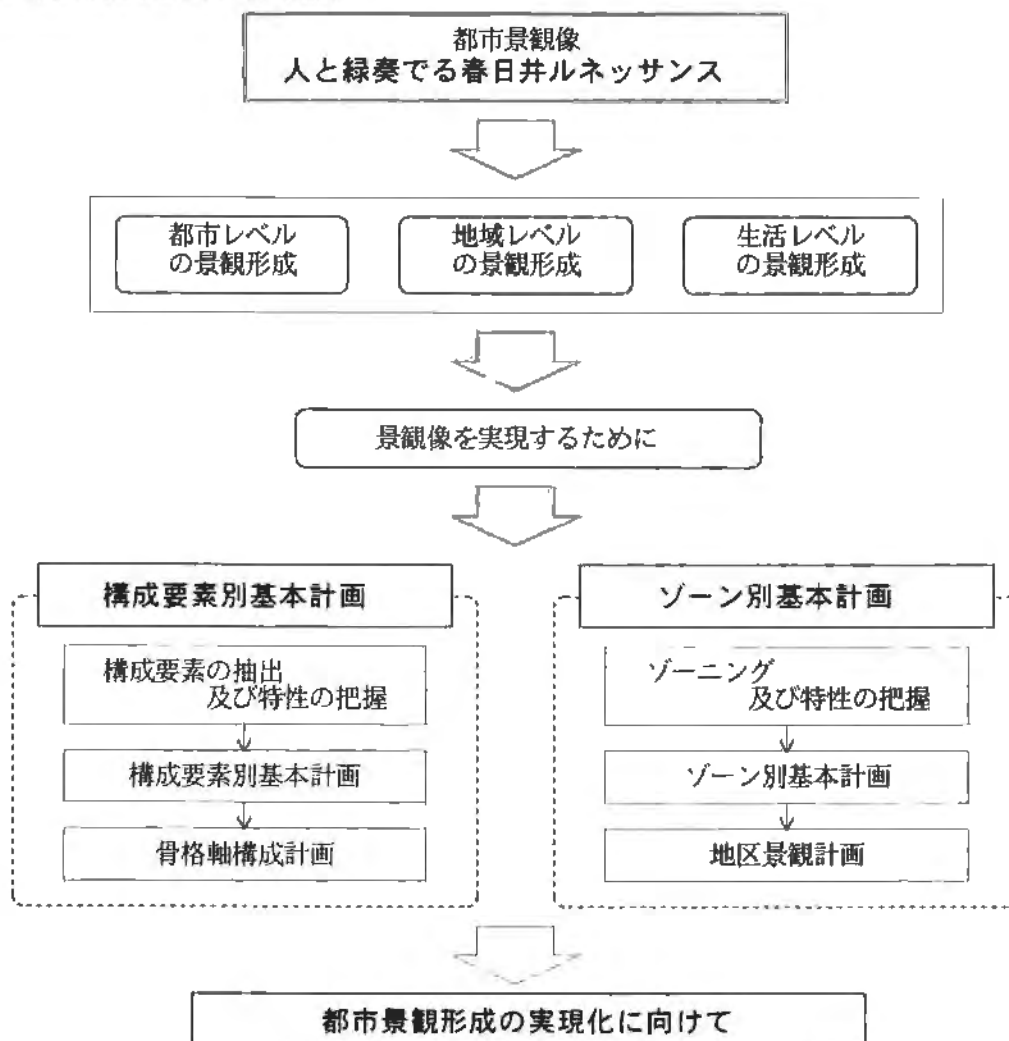 都市景観像
人と緑奏でる春日井ルネッサンス
都市レベル
の景観形成
地域レベル
の景観形成
生活レベル
の景観形成
景観像を実現するために
構成要素別基本計画
構成要素の抽出
及び特性の把握
構成要素別基本計画
骨格軸構成計画
ゾーン別基本計画
ゾーニング
及び特性の把握
ゾーン別基本計画
地区景観計画
都市景観形成の実現化に向けて